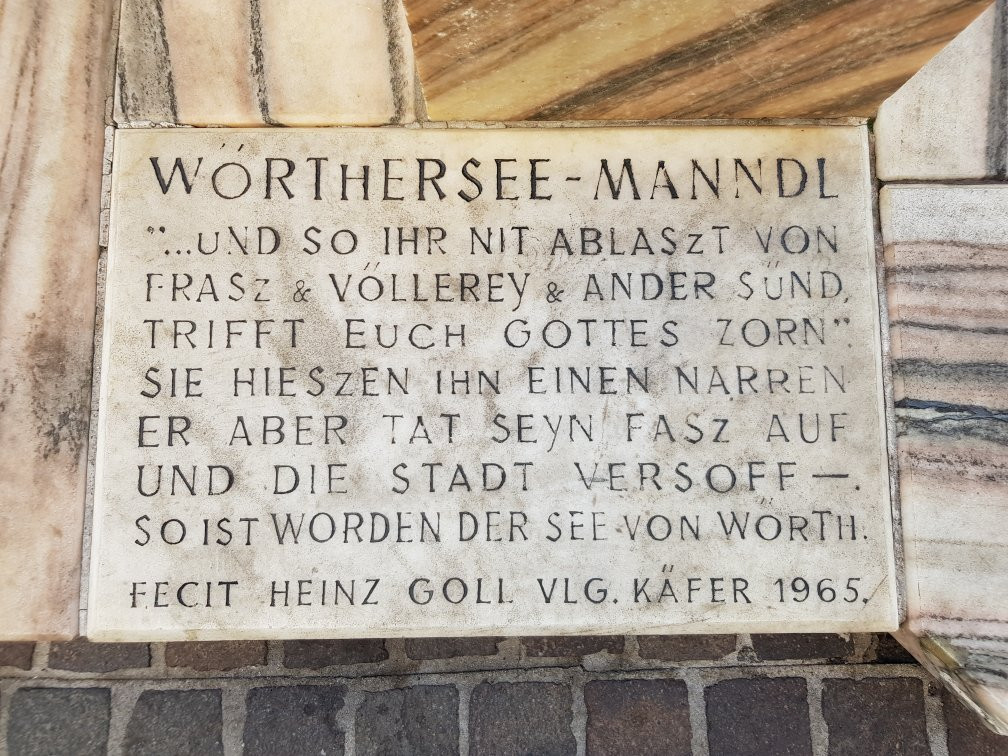 WÖRTHERSEE-MANNDL
"...UND SO IHR NIT ABLASZT VON
FRASZ & VÖLLEREY & ANDER SÜND,
TRIFFT EUCH GOTTES ZORN".
SIE HIESZEN IHN EINEN NARREN
ER ABER TAT SEYN FASZ AUF
UND DIE STADT VERSOFF —.
SO IST WORDEN DER SEE VON WÖRTH.
FECIT HEINZ GOLL VLG. KÄFER 1965.